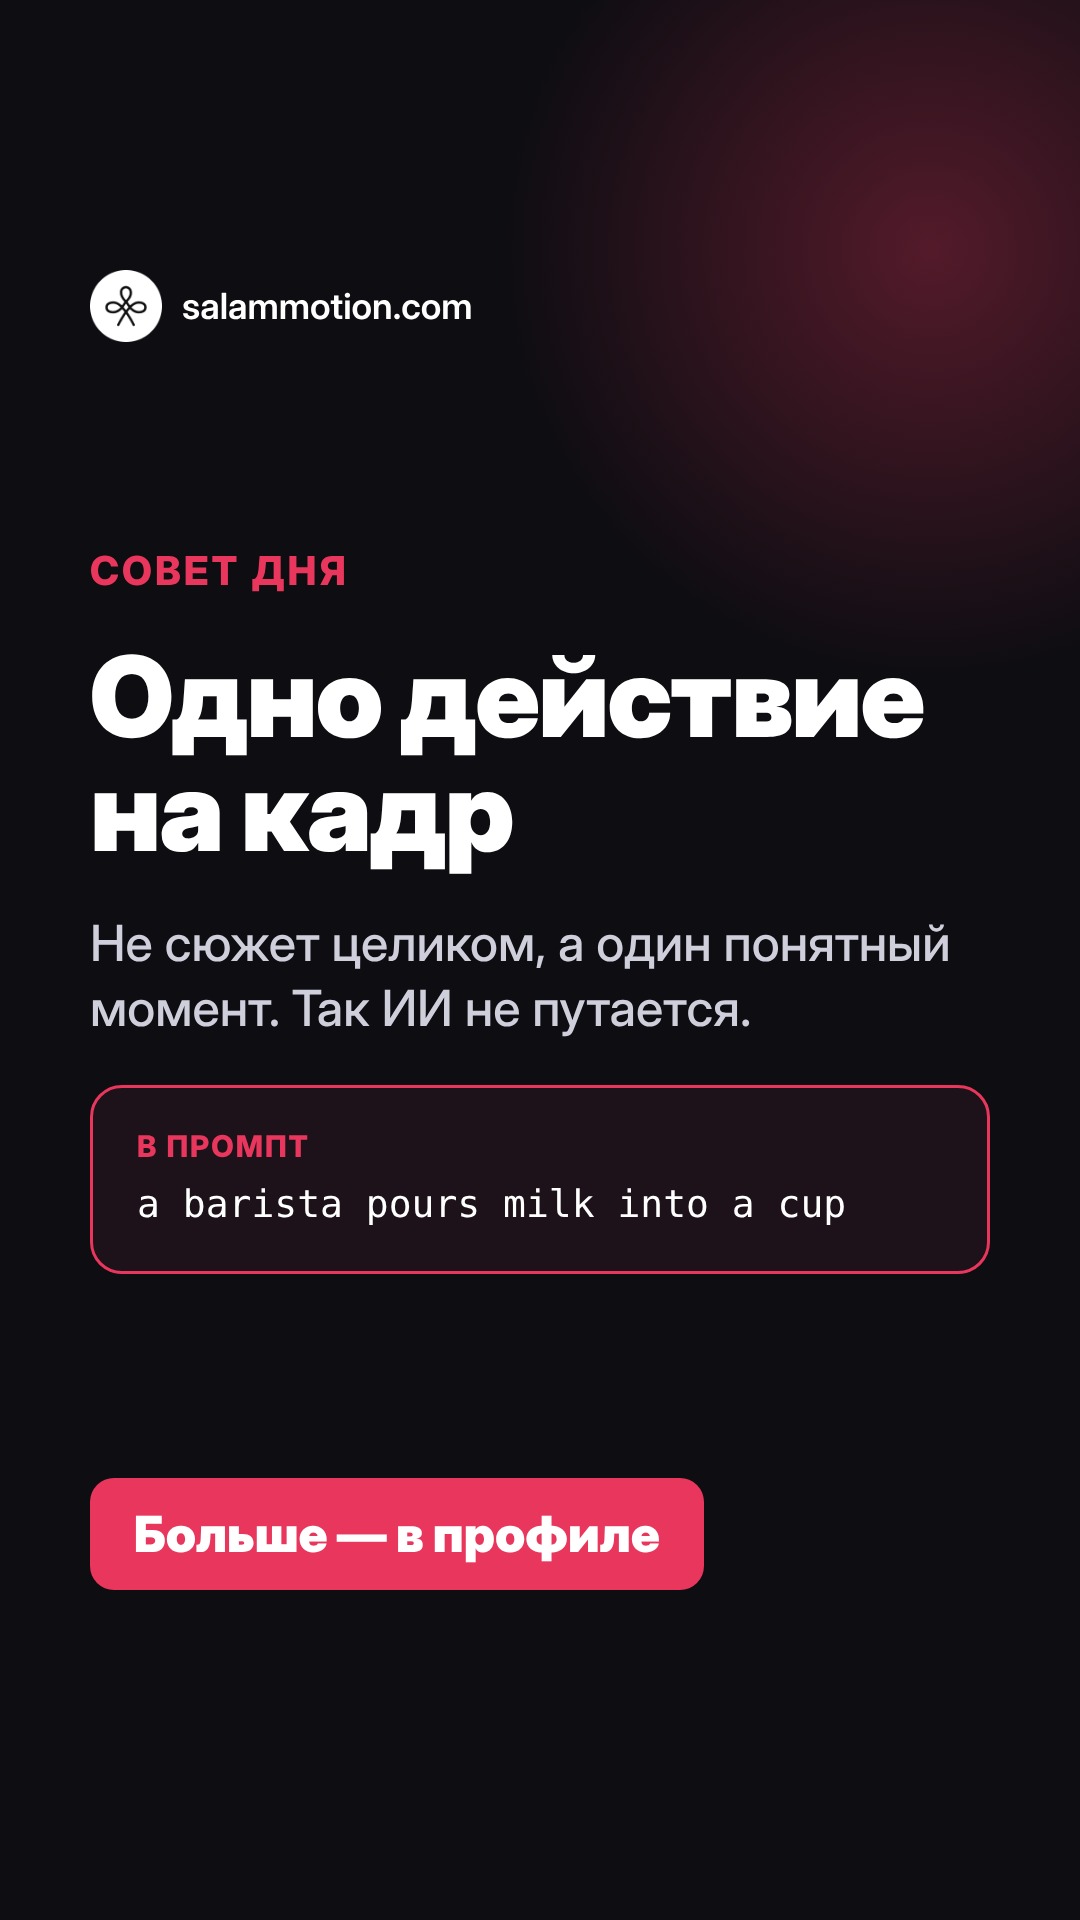 salammotion.com
СОВЕТ ДНЯ
Одно действие
на кадр
Не сюжет целиком, а один понятный
момент. Так ИИ не путается.
В ПРОМПТ
a barista pours milk into a cup
Больше — в профиле